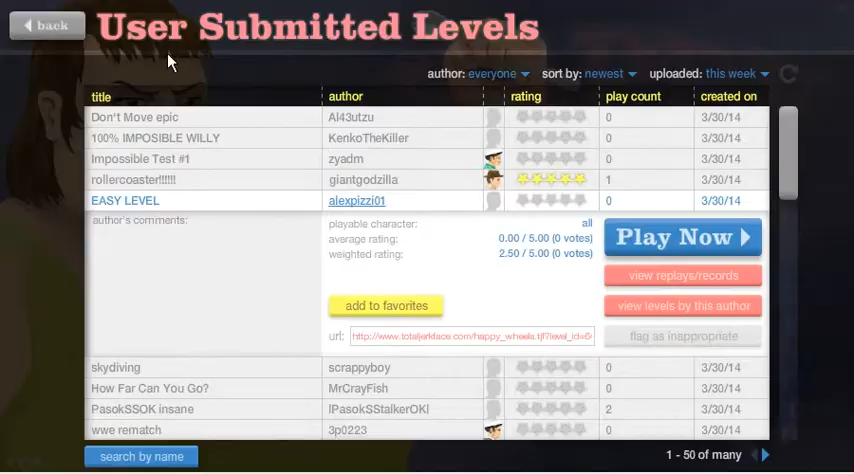 back
User Submitted Levels
author: everyone sort by: newest uploaded: this week
title author rating play count created on
Don't Move epic Al43utzu 0 3/30/14
100% IMPOSIBLE WILLY KenkoTheKiller 0 3/30/14
Impossible Test #1 zyadm 0 3/30/14
rollercoaster!!!!!! giantgodzilla 1 3/30/14
EASY LEVEL alexpizzi01 0 3/30/14
author's comments: playable character: all
average rating: 0.00 / 5.00 (0 votes)
weighted rating: 2.50 / 5.00 (0 votes)
Play Now
view replays/records
add to favorites view levels by this author
url: http://www.totaljerkface.com/happy_wheels.tjf?level_id=6 flag as inappropriate
skydiving scrappyboy 0 3/30/14
How Far Can You Go? MrCrayFish 0 3/30/14
PasokSSOK insane lPasokSStalkerOKl 2 3/30/14
wwe rematch 3p0223 0 3/30/14
search by name 1 - 50 of many